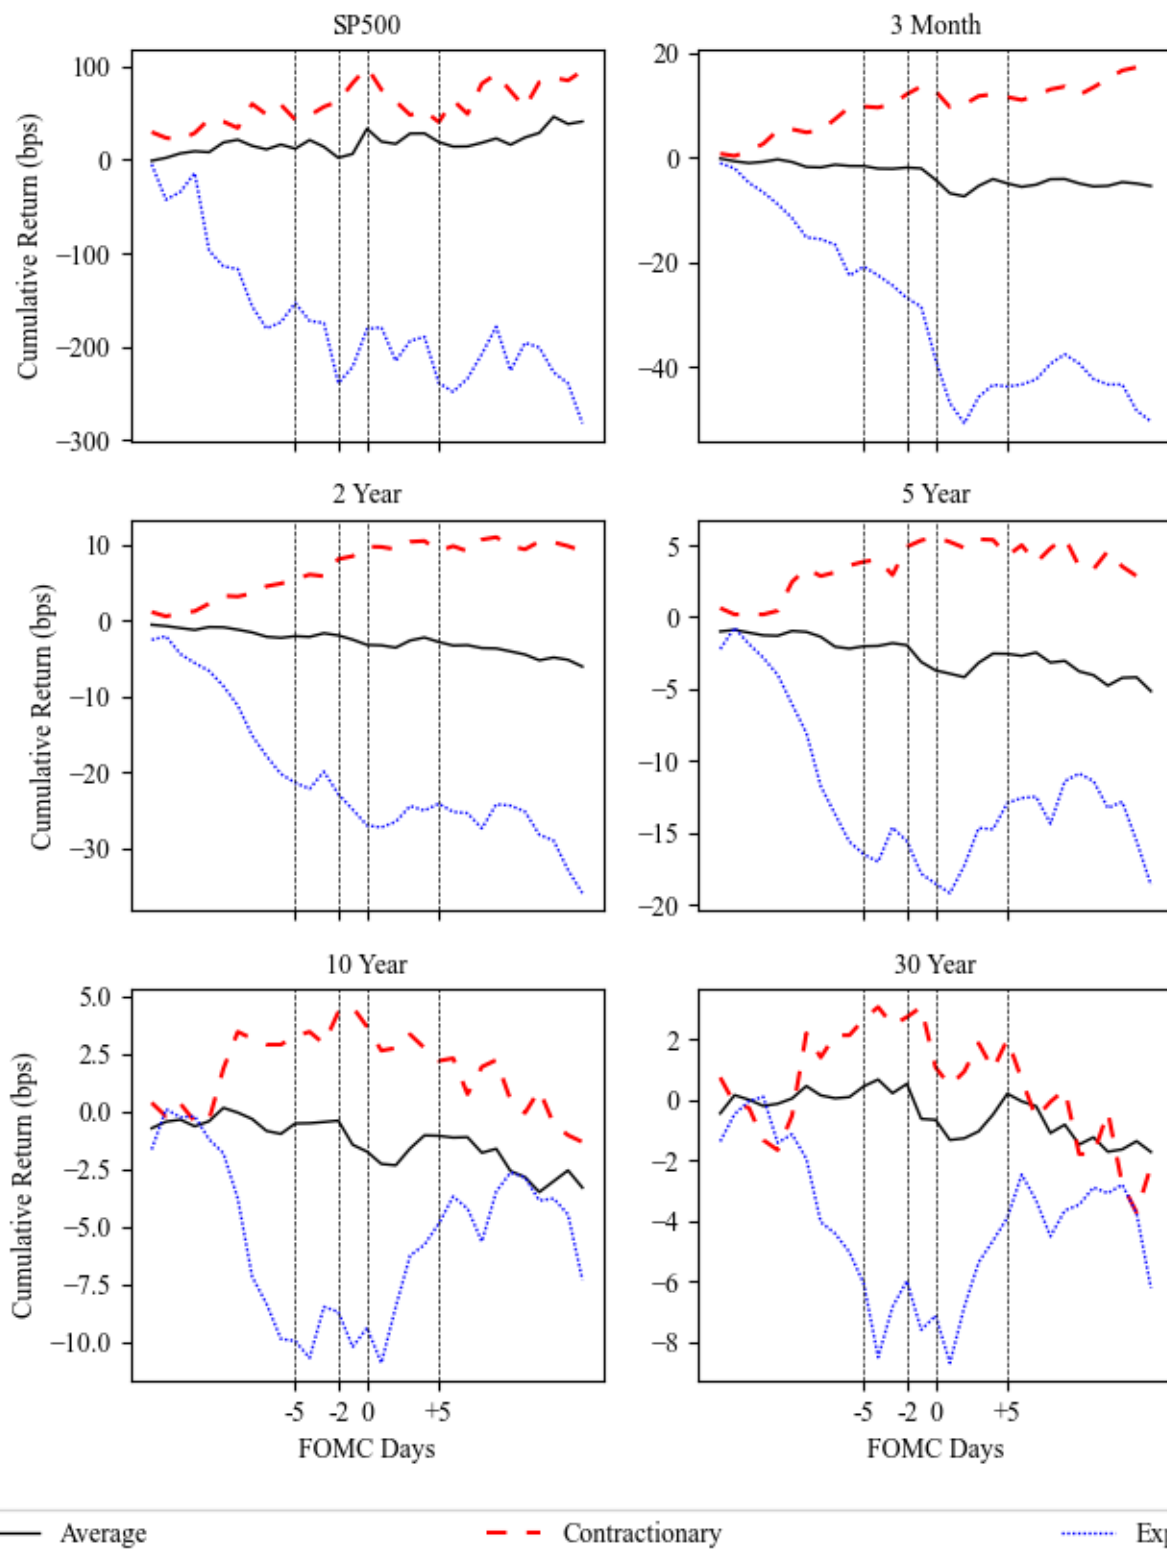 SP500
3 Month
Cumulative Return (bps)
100
0
−100
−200
−300
20
0
−20
−40
2 Year
5 Year
Cumulative Return (bps)
10
0
−10
−20
−30
5
0
−5
−10
−15
−20
10 Year
30 Year
Cumulative Return (bps)
5.0
2.5
0.0
−2.5
−5.0
−7.5
−10.0
2
0
−2
−4
−6
−8
-5 -2 0 +5
-5 -2 0 +5
FOMC Days
FOMC Days
Average Contractionary Exp